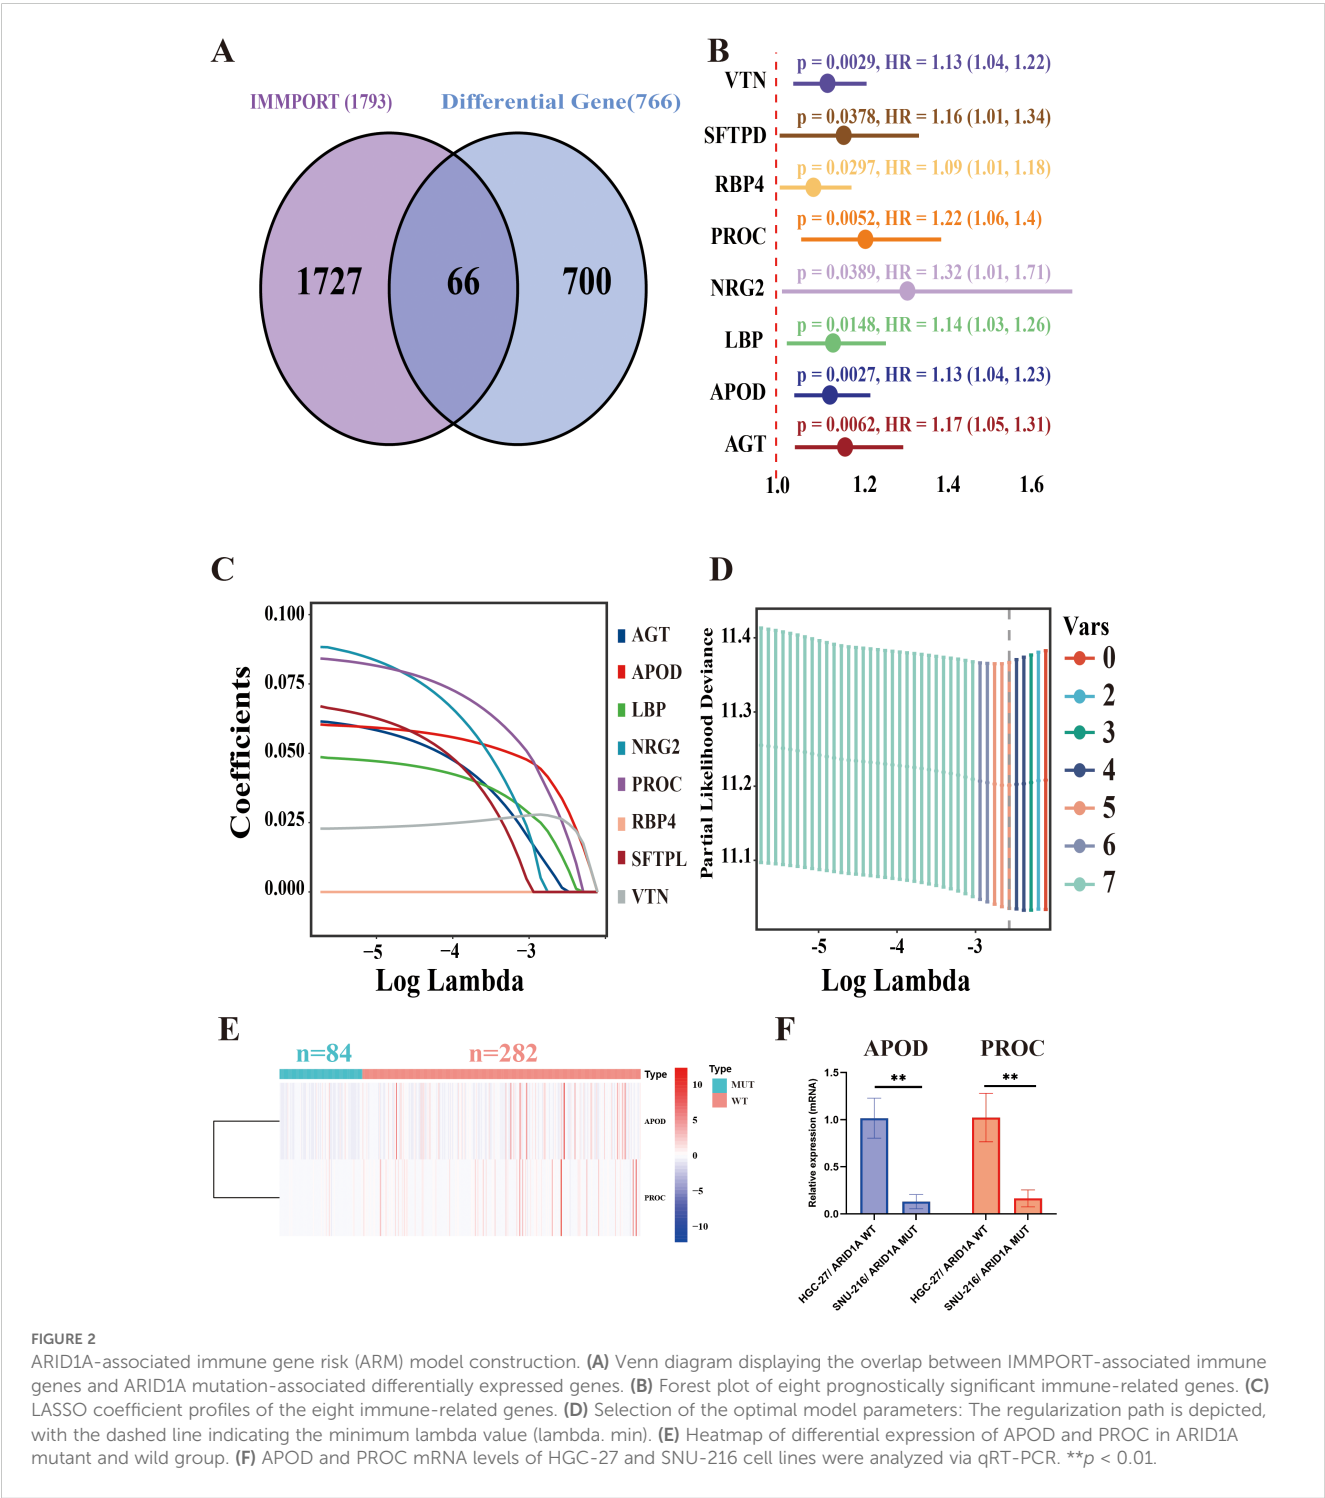 A
IMMPORT (1793)
Differential Gene(766)
1727
66
700
B
VTN
p = 0.0029, HR = 1.13 (1.04, 1.22)
SFTPD
p = 0.0378, HR = 1.16 (1.01, 1.34)
RBP4
p = 0.0297, HR = 1.09 (1.01, 1.18)
PROC
p = 0.0052, HR = 1.22 (1.06, 1.4)
NRG2
p = 0.0389, HR = 1.32 (1.01, 1.71)
LBP
p = 0.0148, HR = 1.14 (1.03, 1.26)
APOD
p = 0.0027, HR = 1.13 (1.04, 1.23)
AGT
p = 0.0062, HR = 1.17 (1.05, 1.31)
1.0 1.2 1.4 1.6
C
Coefficients
0.100
0.075
0.050
0.025
0.000
−5 −4 −3
Log Lambda
AGT
APOD
LBP
NRG2
PROC
RBP4
SFTPL
VTN
D
Partial Likelihood Deviance
11.4
11.3
11.2
11.1
-5 -4 -3
Log Lambda
Vars
0
2
3
4
5
6
7
E
n=84
n=282
Type
APOD
PROC
10
5
0
−5
−10
Type
MUT
WT
F
APOD
PROC
Relative expression (mRNA)
1.5
1.0
0.5
0.0
**
**
HGC-27/ ARID1A WT
SNU-216/ ARID1A MUT
HGC-27/ ARID1A WT
SNU-216/ ARID1A MUT
FIGURE 2
ARID1A-associated immune gene risk (ARM) model construction. (A) Venn diagram displaying the overlap between IMMPORT-associated immune
genes and ARID1A mutation-associated differentially expressed genes. (B) Forest plot of eight prognostically significant immune-related genes. (C)
LASSO coefficient profiles of the eight immune-related genes. (D) Selection of the optimal model parameters: The regularization path is depicted,
with the dashed line indicating the minimum lambda value (lambda. min). (E) Heatmap of differential expression of APOD and PROC in ARID1A
mutant and wild group. (F) APOD and PROC mRNA levels of HGC-27 and SNU-216 cell lines were analyzed via qRT-PCR. **p < 0.01.